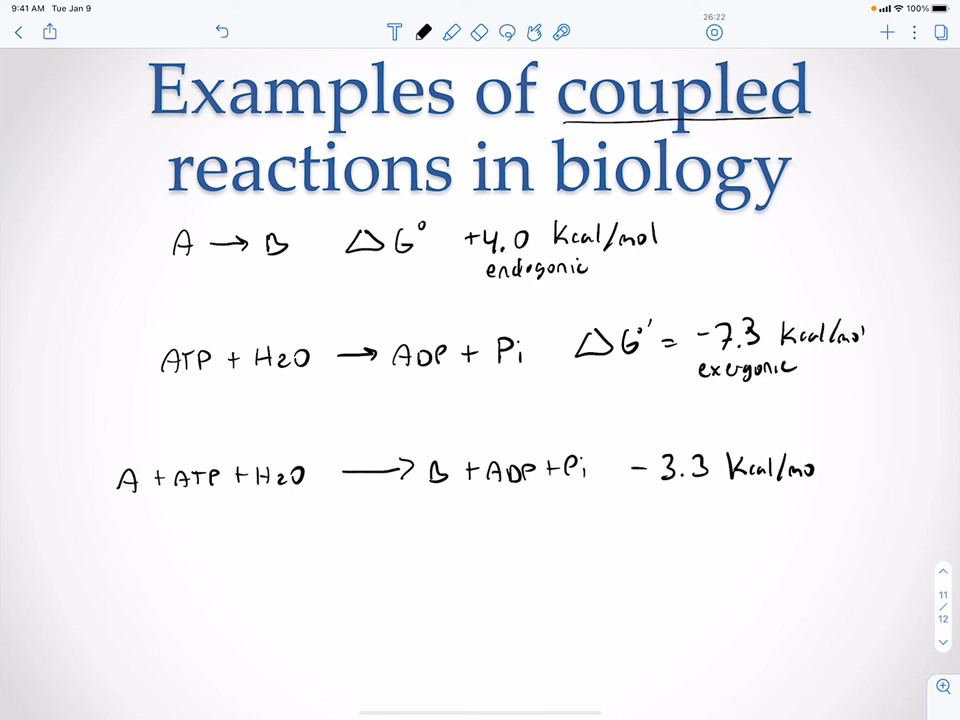 9:41 AM Tue Jan 9
100%
26:22
Examples of coupled
reactions in biology
A → B ΔG° +4.0 Kcal/mol
endogonic
ATP + H2O → ADP + Pi ΔG°' = -7.3 Kcal/mol
exergonic
A + ATP + H2O → B + ADP + Pi - 3.3 Kcal/mo
11
/
12